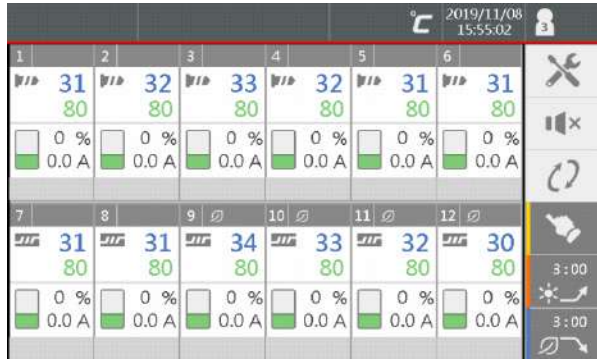 °C 2019/11/08
15:55:02 3
1 2 3 4 5 6
31 32 33 32 31 31
80 80 80 80 80 80
0 % 0 % 0 % 0 % 0 % 0 %
0.0 A 0.0 A 0.0 A 0.0 A 0.0 A 0.0 A
7 8 9 10 11 12
31 31 34 33 32 30
80 80 80 80 80 80
0 % 0 % 0 % 0 % 0 % 0 %
0.0 A 0.0 A 0.0 A 0.0 A 0.0 A 0.0 A
3:00
3:00